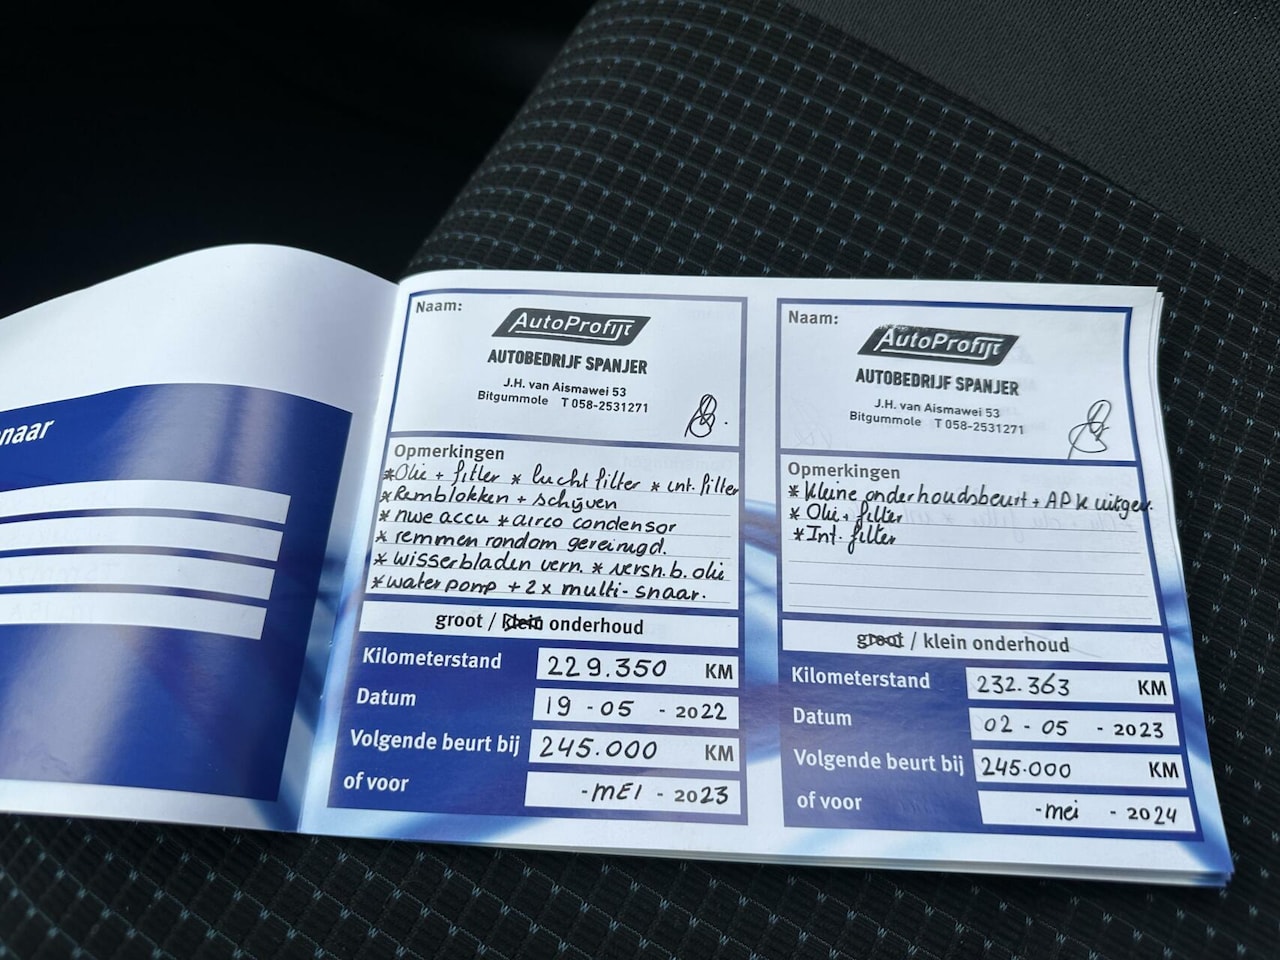 naar
Naam:
AutoProfijt
AUTOBEDRIJF SPANJER
J.H. van Aismawei 53
Bitgummole T 058-2531271
Opmerkingen
*Olie + filter * lucht filter * int. filter
*Remblokken + schijven
* nwe accu * airco condensor
* remmen rondom gereinigd.
* wisserbladen vern. * versn.b. olie
*waterpomp + 2x multi-snaar.
groot / klein onderhoud
Kilometerstand 229.350 KM
Datum 19 - 05 - 2022
Volgende beurt bij 245.000 KM
of voor - MEI - 2023
Naam:
AutoProfijt
AUTOBEDRIJF SPANJER
J.H. van Aismawei 53
Bitgummole T 058-2531271
Opmerkingen
* Kleine onderhoudsbeurt + APK uitgev.
* Olie + filter
* Int. filter
groot / klein onderhoud
Kilometerstand 232.363 KM
Datum 02 - 05 - 2023
Volgende beurt bij 245.000 KM
of voor - mei - 2024